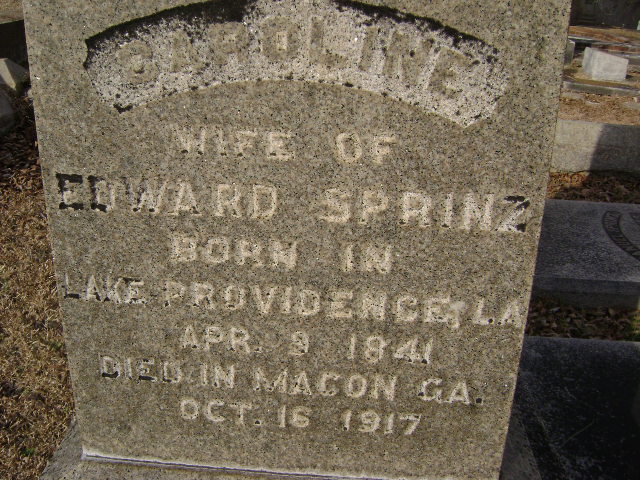 CAROLINE
WIFE OF
EDWARD SPRINZ
BORN IN
LAKE PROVIDENCE, LA
APR. 9 1841
DIED IN MACON GA.
OCT. 16 1917